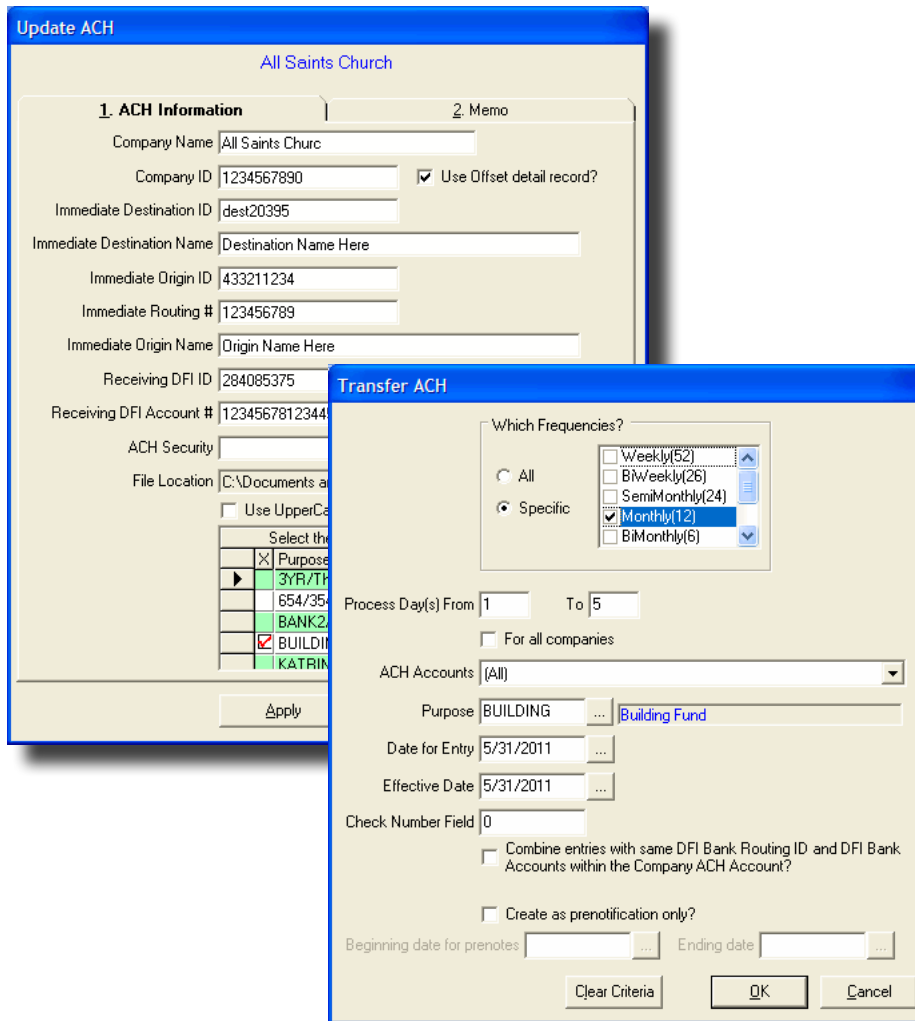 Update ACH
All Saints Church
1. ACH Information
2. Memo
Company Name All Saints Churc
Company ID 1234567890 Use Offset detail record?
Immediate Destination ID dest20395
Immediate Destination Name Destination Name Here
Immediate Origin ID 433211234
Immediate Routing # 123456789
Immediate Origin Name Origin Name Here
Receiving DFI ID 284085375
Receiving DFI Account #
ACH Security
File Location C:\Documents
Use
Select the
X Purpose
BUILDI
KATRIN
Apply
Transfer ACH
Which Frequencies?
All
Specific
Weekly(52)
BiWeekly(26)
SemiMonthly(24)
Monthly(12)
BiMonthly(6)
Process Day(s) From 1 To 5
For all companies
ACH Accounts (All)
Purpose BUILDING ... Building Fund
Date for Entry 5/31/2011 ...
Effective Date 5/31/2011 ...
Check Number Field 0
Combine entries with same DFI Bank Routing ID and DFI Bank
Accounts within the Company ACH Account?
Create as prenotification only?
Beginning date for prenotes ... Ending date ...
Clear Criteria OK Cancel